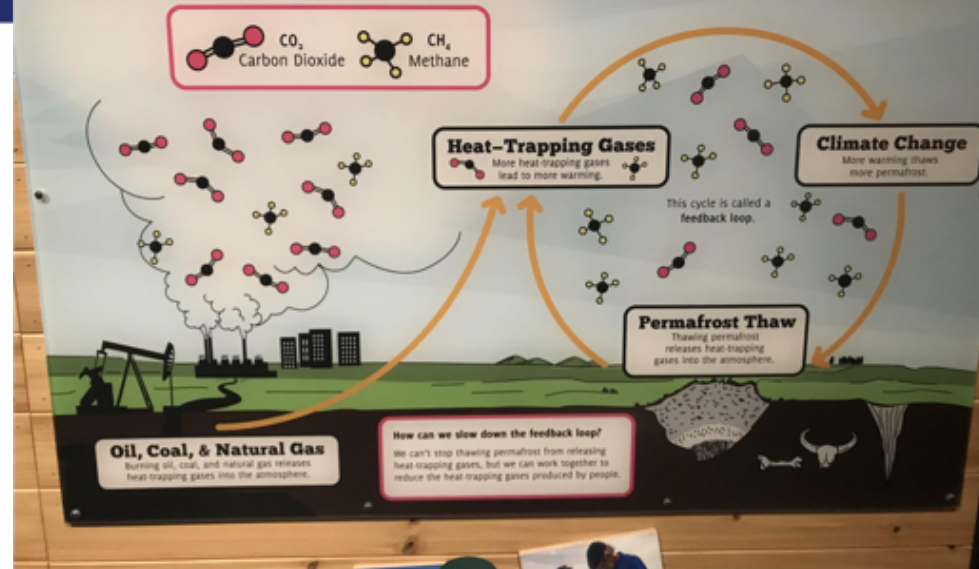 CO2
Carbon Dioxide
CH4
Methane
Heat-Trapping Gases
More heat-trapping gases
lead to more warming.
Climate Change
More warming thaws
more permafrost.
This cycle is called a
feedback loop.
Permafrost Thaw
Thawing permafrost
releases heat-trapping
gases into the atmosphere.
Oil, Coal, & Natural Gas
Burning oil, coal, and natural gas releases
heat-trapping gases into the atmosphere.
How can we slow down the feedback loop?
We can't stop thawing permafrost from releasing
heat-trapping gases, but we can work together to
reduce the heat-trapping gases produced by people.